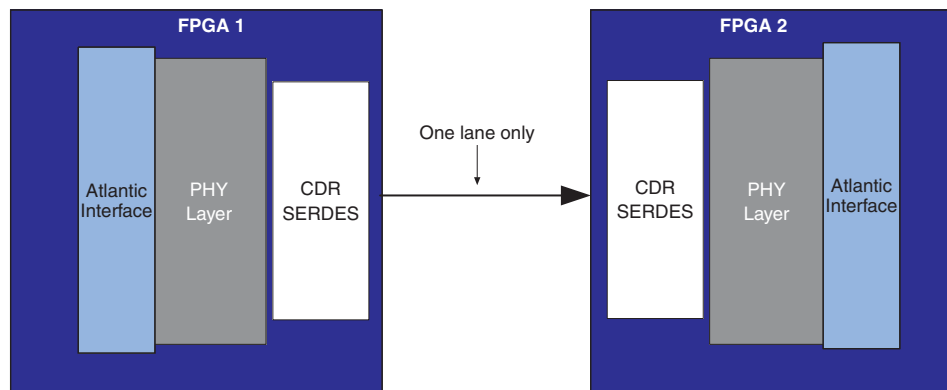 FPGA 1
Atlantic
Interface
PHY
Layer
CDR
SERDES
One lane only
FPGA 2
CDR
SERDES
PHY
Layer
Atlantic
Interface